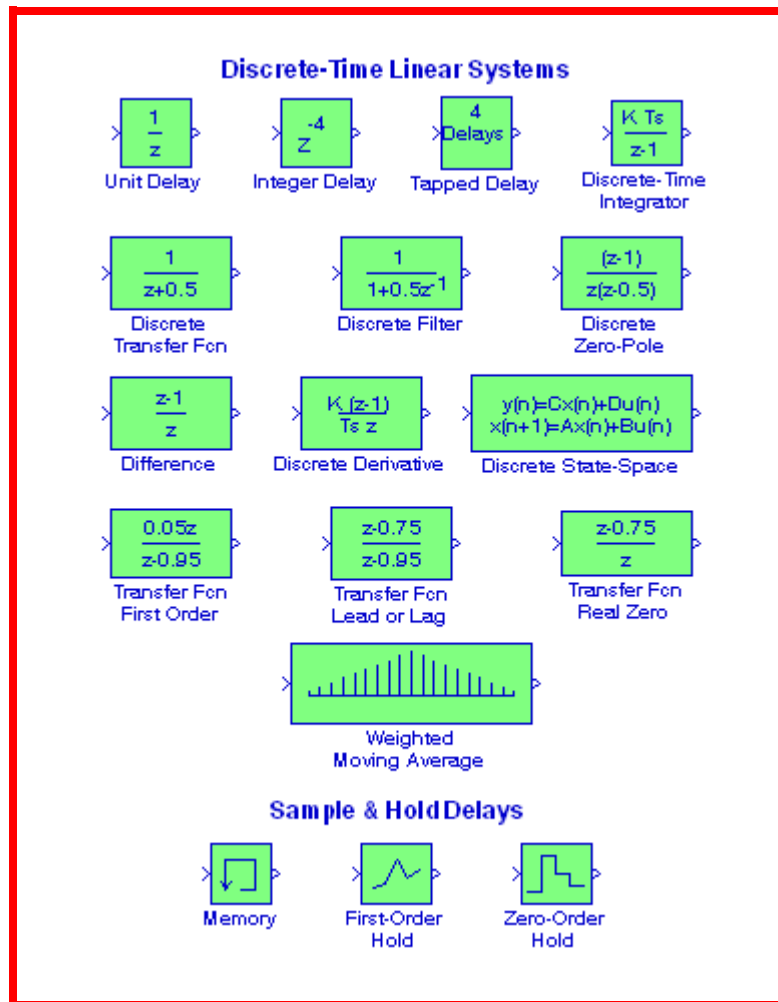 Discrete-Time Linear Systems
1
z
Unit Delay
Z-4
Integer Delay
4
Delays
Tapped Delay
K Ts
z-1
Discrete-Time
Integrator
1
z+0.5
Discrete
Transfer Fcn
1
1+0.5z-1
Discrete Filter
(z-1)
z(z-0.5)
Discrete
Zero-Pole
z-1
z
Difference
K (z-1)
Ts z
Discrete Derivative
y(n)=Cx(n)+Du(n)
x(n+1)=Ax(n)+Bu(n)
Discrete State-Space
0.05z
z-0.95
Transfer Fcn
First Order
z-0.75
z-0.95
Transfer Fcn
Lead or Lag
z-0.75
z
Transfer Fcn
Real Zero
Weighted
Moving Average
Sample & Hold Delays
Memory
First-Order
Hold
Zero-Order
Hold